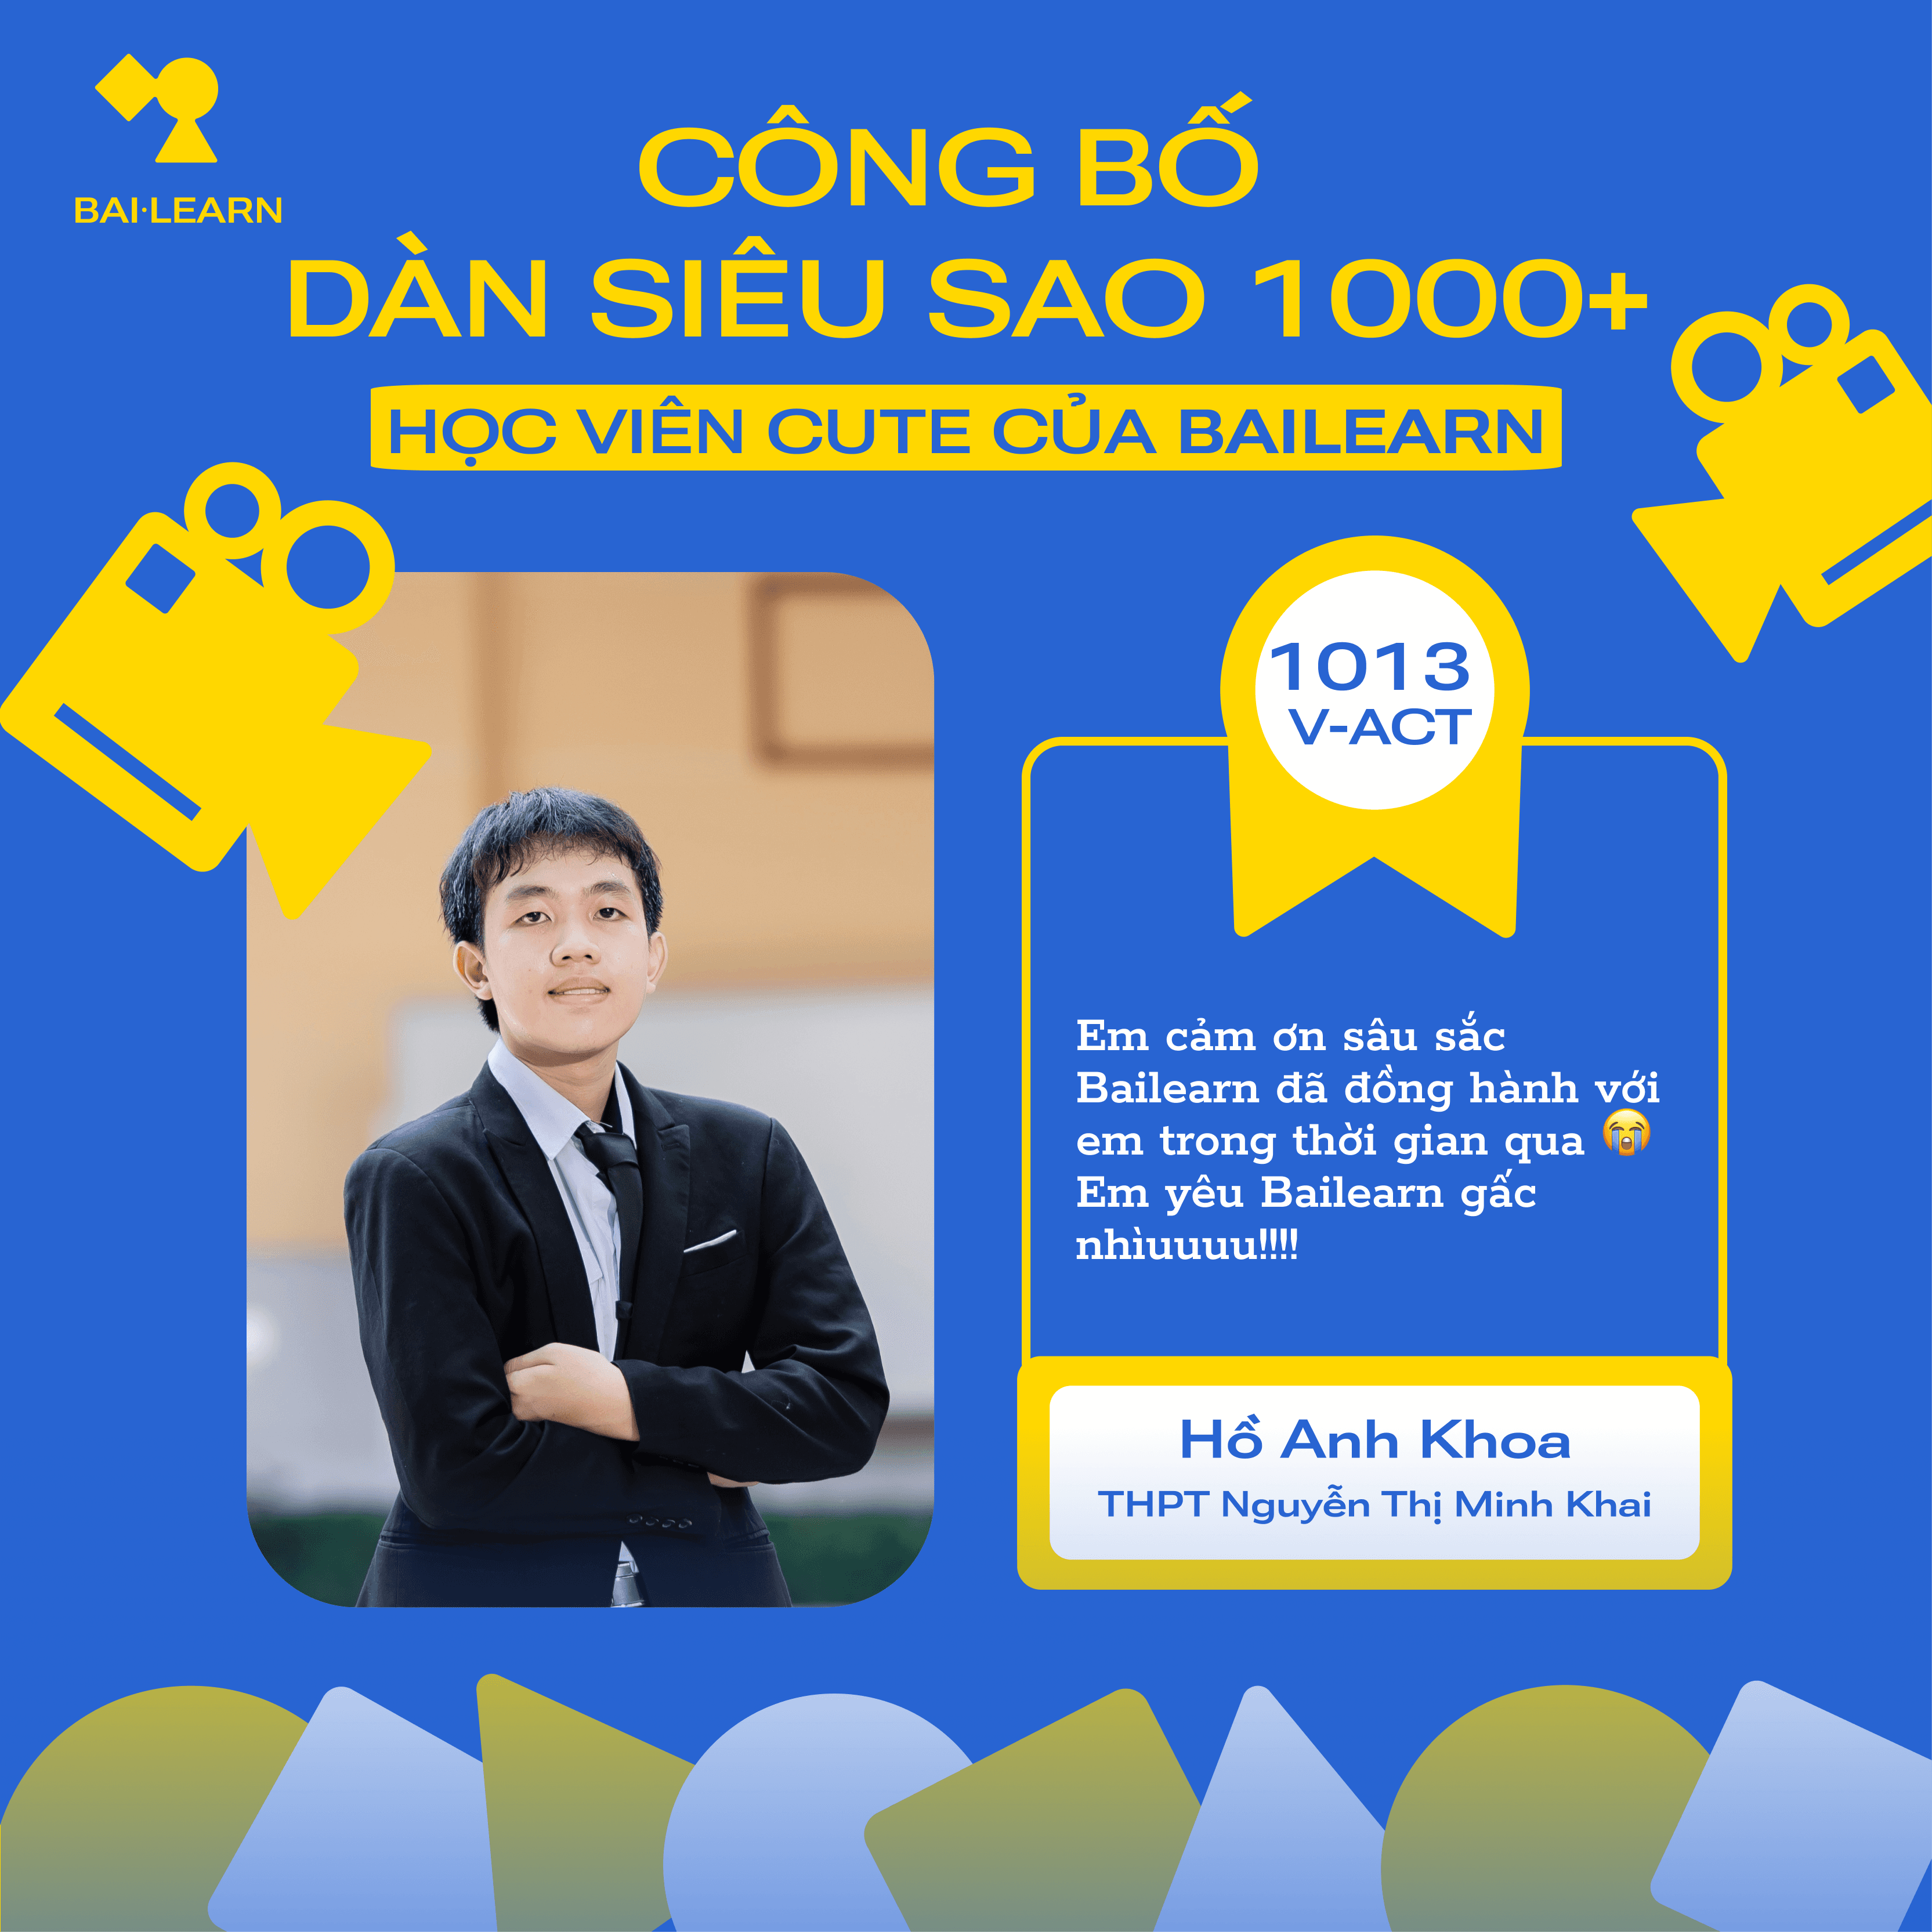 BAI·LEARN
CÔNG BỐ
DÀN SIÊU SAO 1000+
HỌC VIÊN CUTE CỦA BAILEARN
1013
V-ACT
Em cảm ơn sâu sắc
Bailearn đã đồng hành với
em trong thời gian qua 😭
Em yêu Bailearn gấc
nhìuuuu!!!!
Hồ Anh Khoa
THPT Nguyễn Thị Minh Khai